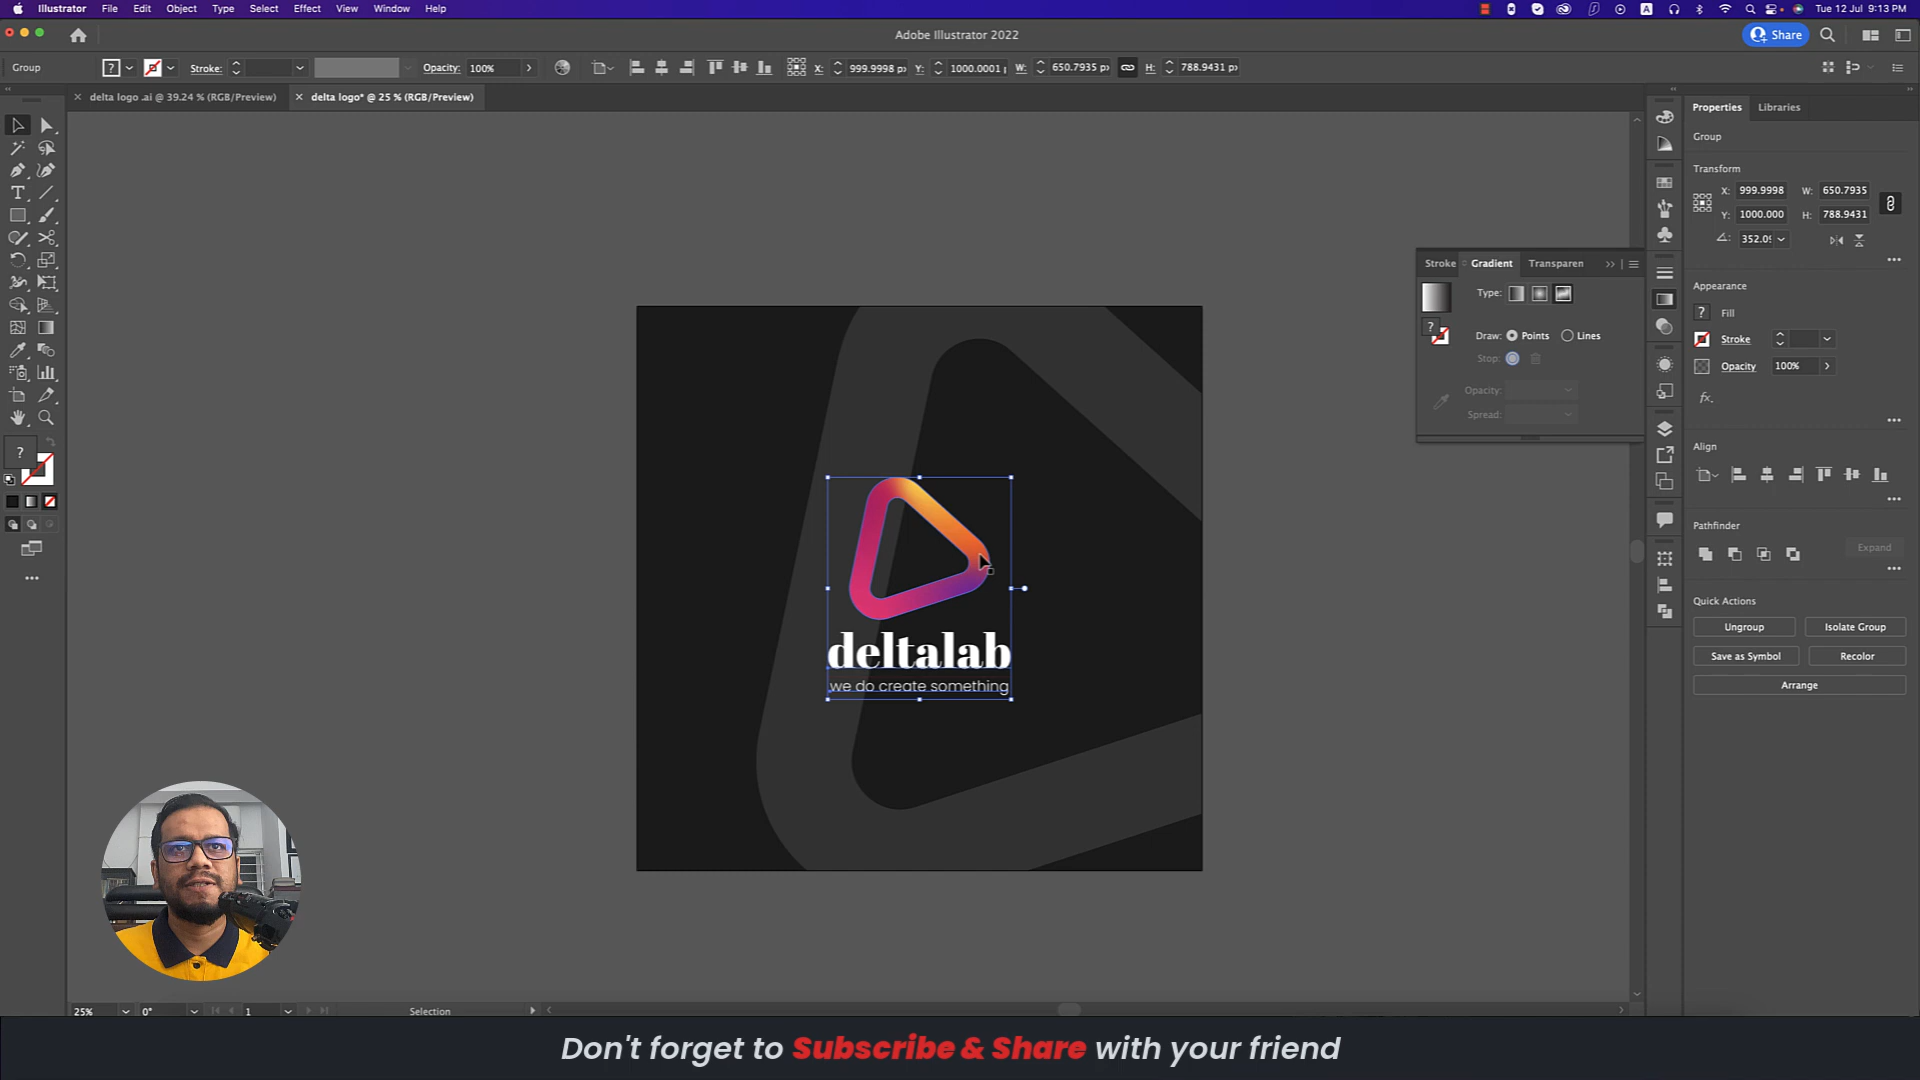 Illustrator File Edit Object Type Select Effect View Window Help
A Tue 12 Jul 9:13 PM
Adobe Illustrator 2022
Share
Group ? Stroke: Opacity: 100% X: 999.9998 p Y: 1000.0001 W: 650.7935 p H: 788.9431 p
delta logo .ai @ 39.24 % (RGB/Preview)
delta logo* @ 25 % (RGB/Preview)
Properties Libraries
Group
Transform
X: 999.9998 W: 650.7935
Y: 1000.000 H: 788.9431
352.0
Stroke Gradient Transparen
Type:
?
Draw: Points Lines
Stop:
Opacity:
Spread:
Appearance
? Fill
Stroke
Opacity 100%
fx.
Align
Pathfinder
Expand
Quick Actions
Ungroup Isolate Group
Save as Symbol Recolor
Arrange
T
?
deltalab
we do create something
25% 0° 1 Selection
Don't forget to Subscribe & Share with your friend